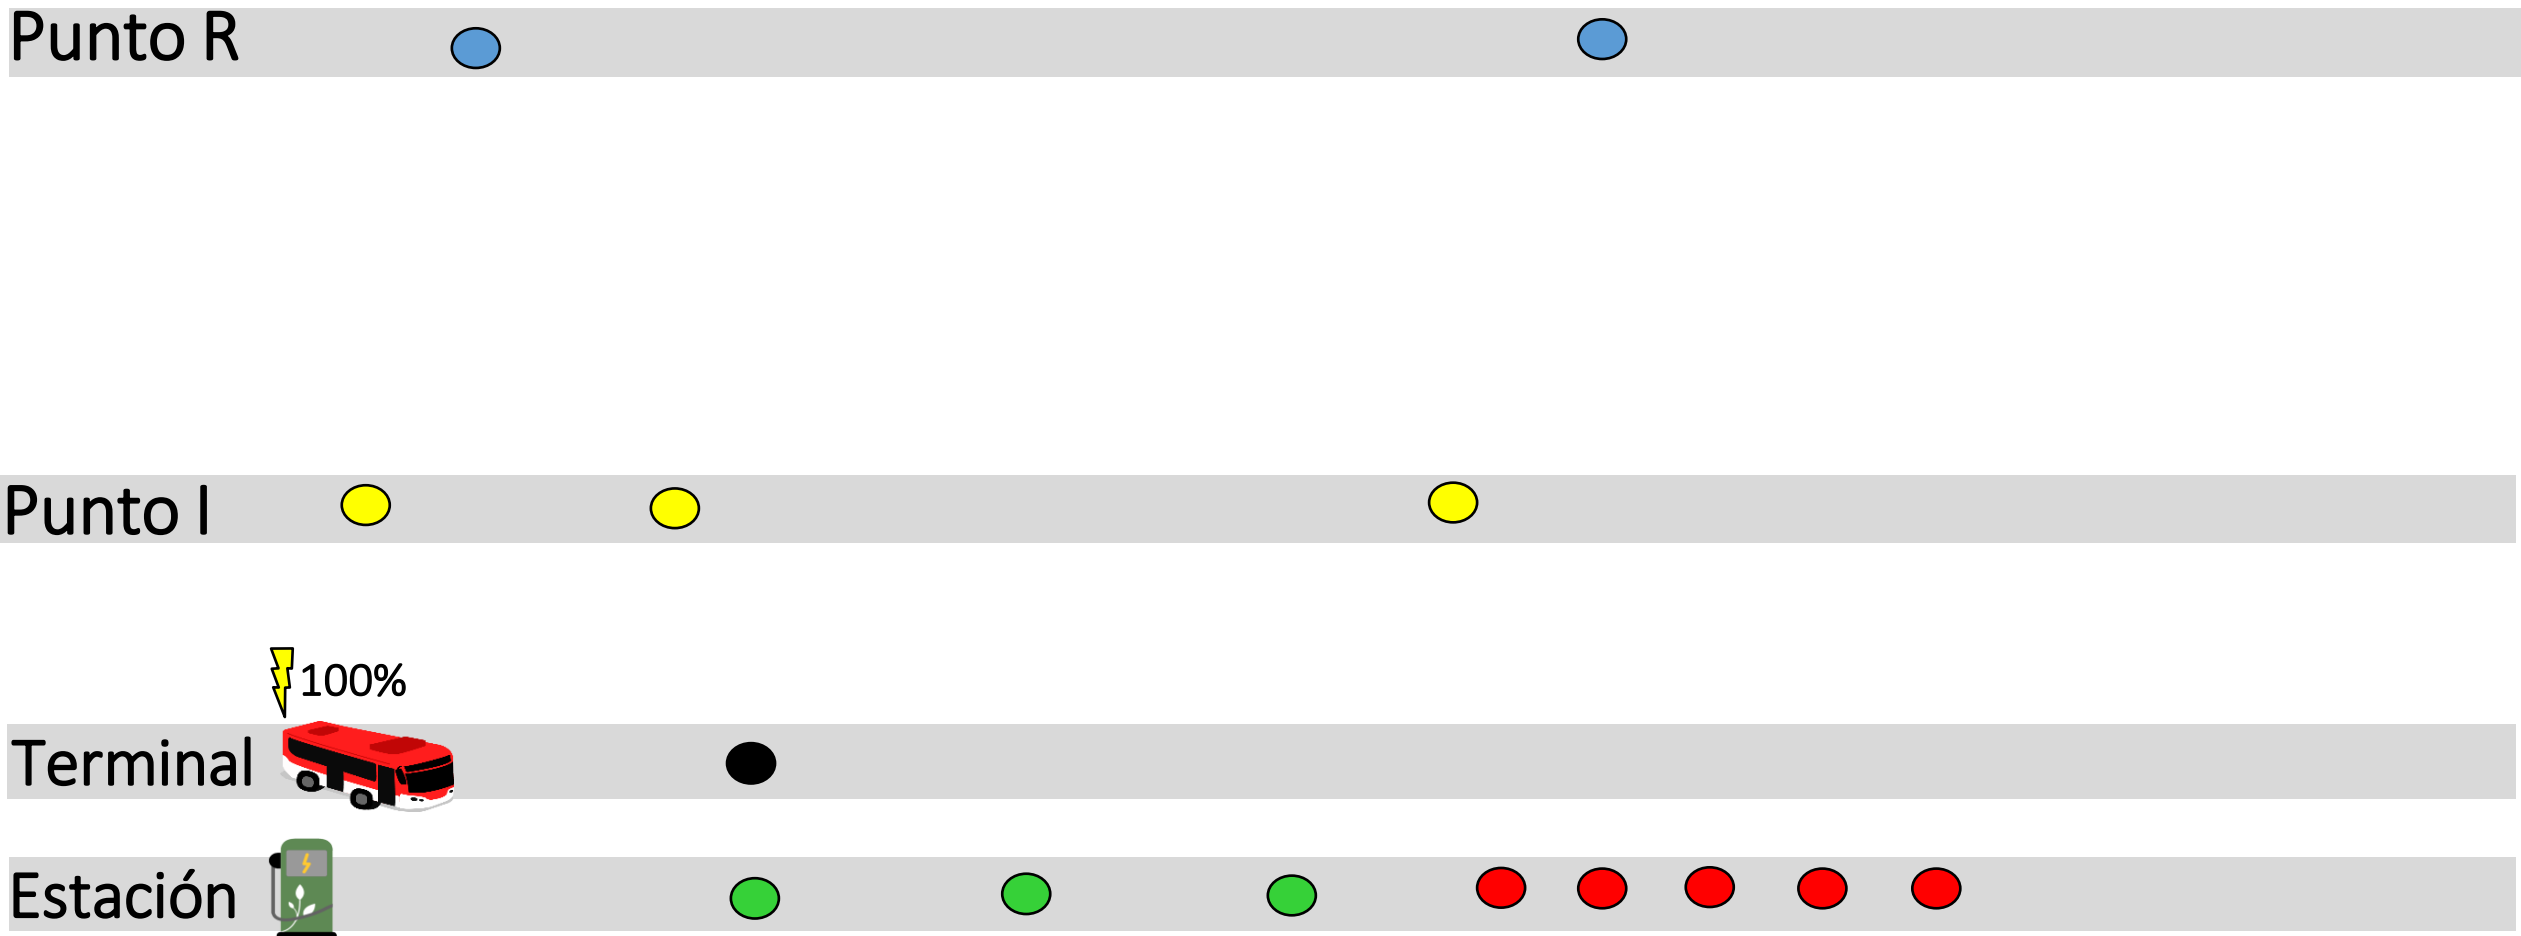 Punto R
Punto I
100%
Terminal
Estación